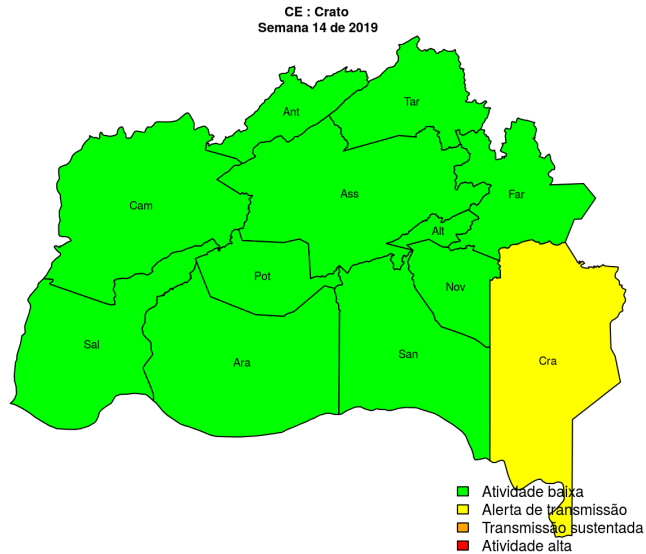 CE : Crato
Semana 14 de 2019
Tar
Ant
Ass
Far
Cam
Alt
Pot
Nov
Sal
San
Ara
Cra
Atividade baixa
Alerta de transmissão
Transmissão sustentada
Atividade alta